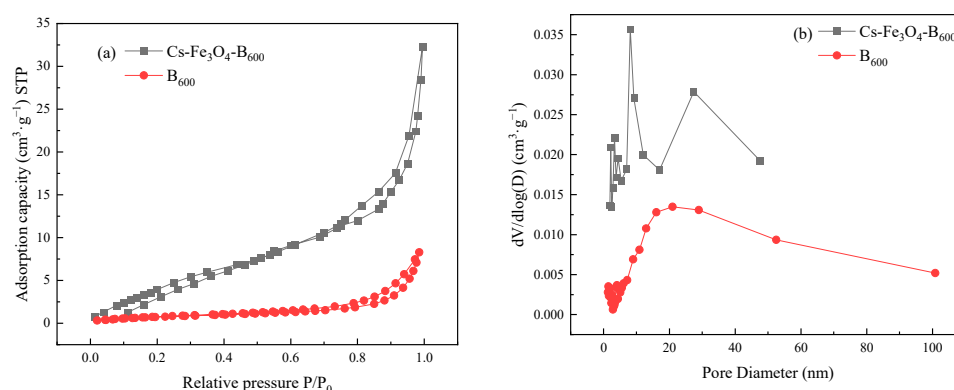 (a)
Cs-Fe₃O₄-B₆₀₀
B₆₀₀
Adsorption capacity (cm³·g⁻¹) STP
35
30
25
20
15
10
5
0
0.0 0.2 0.4 0.6 0.8 1.0
Relative pressure P/P₀
(b)
Cs-Fe₃O₄-B₆₀₀
B₆₀₀
dV/dlog(D) (cm³·g⁻¹)
0.035
0.030
0.025
0.020
0.015
0.010
0.005
0.000
0 20 40 60 80 100
Pore Diameter (nm)